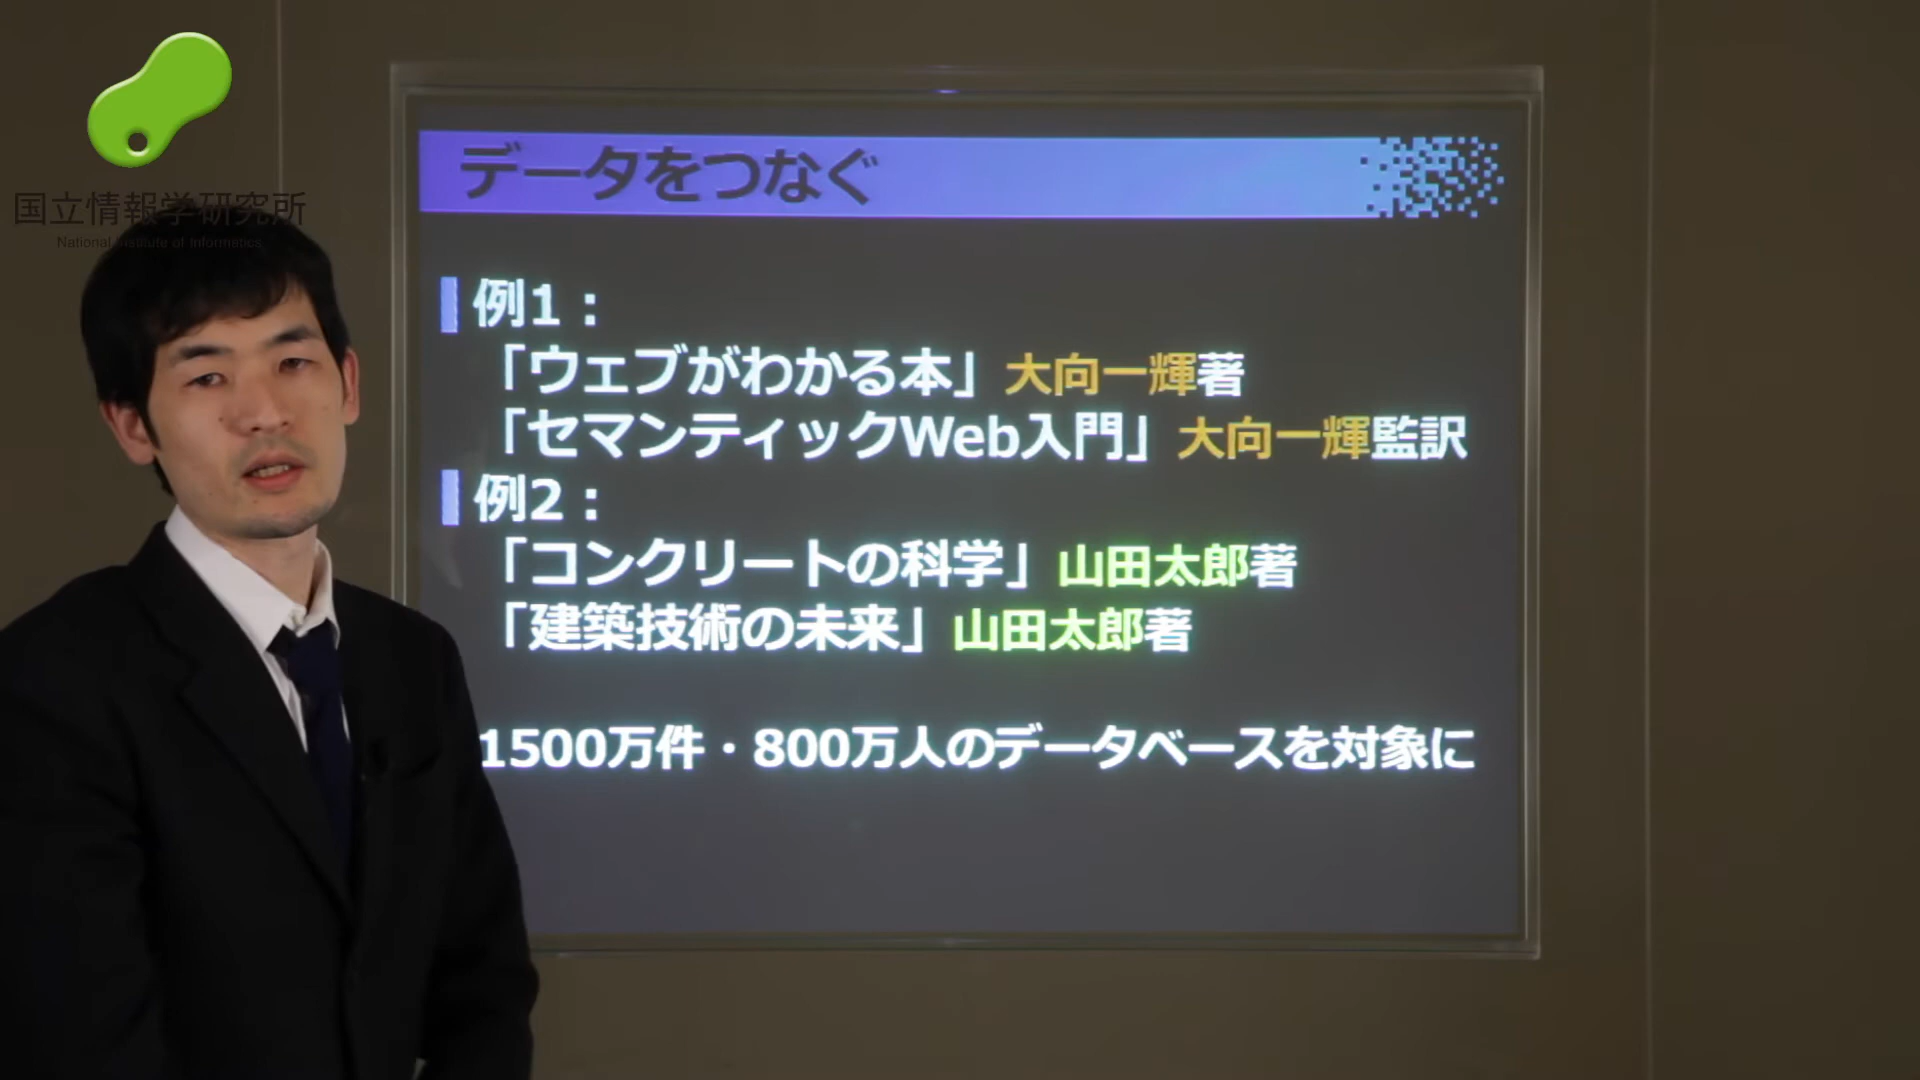 国立情報学研究所
National Institute of Informatics
データをつなぐ
例1：
「ウェブがわかる本」大向一輝著
「セマンティックWeb入門」大向一輝監訳
例2：
「コンクリートの科学」山田太郎著
「建築技術の未来」山田太郎著
1500万件・800万人のデータベースを対象に